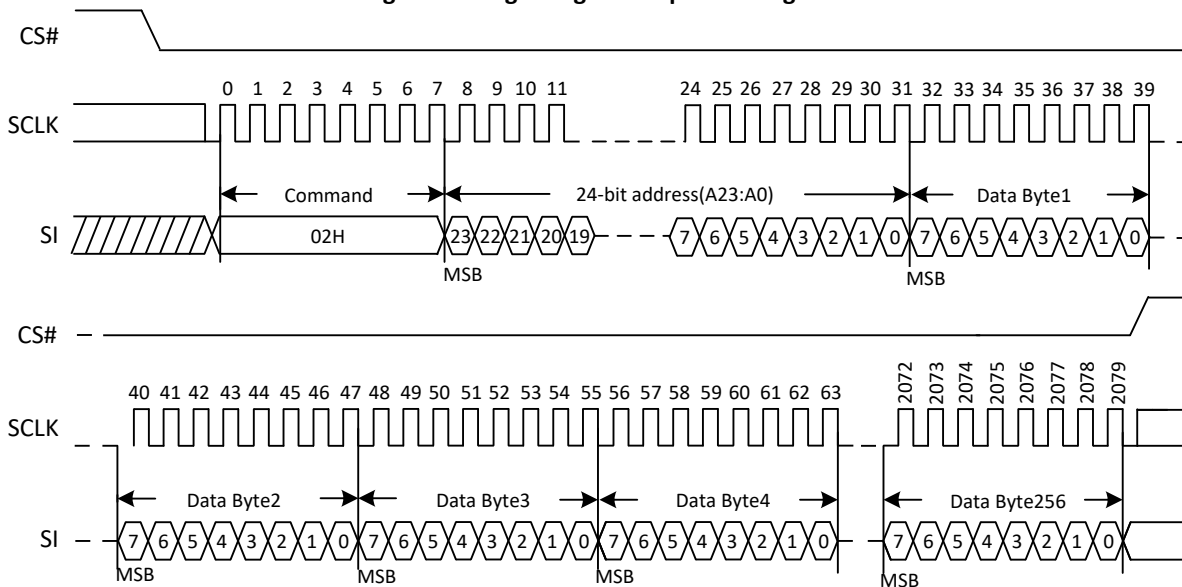 CS#
0 1 2 3 4 5 6 7 8 9 10 11 24 25 26 27 28 29 30 31 32 33 34 35 36 37 38 39
SCLK
Command 24-bit address(A23:A0) Data Byte1
SI 02H 23 22 21 20 19 7 6 5 4 3 2 1 0 7 6 5 4 3 2 1 0
MSB MSB
CS#
40 41 42 43 44 45 46 47 48 49 50 51 52 53 54 55 56 57 58 59 60 61 62 63 2072 2073 2074 2075 2076 2077 2078 2079
SCLK
Data Byte2 Data Byte3 Data Byte4 Data Byte256
SI 7 6 5 4 3 2 1 0 7 6 5 4 3 2 1 0 7 6 5 4 3 2 1 0 7 6 5 4 3 2 1 0
MSB MSB MSB MSB